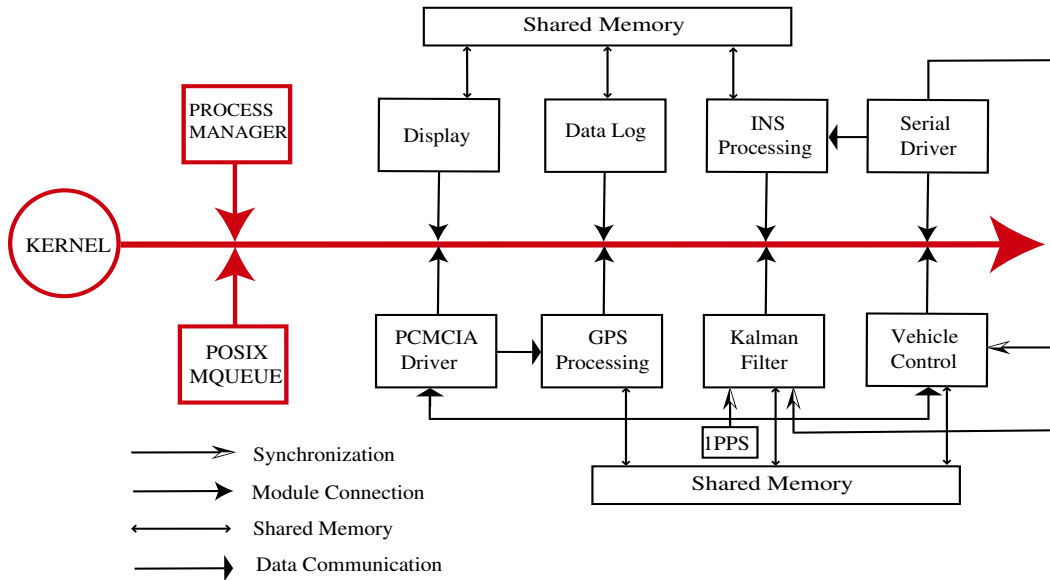 Shared Memory
PROCESS
MANAGER
Display
Data Log
INS
Processing
Serial
Driver
KERNEL
POSIX
MQUEUE
PCMCIA
Driver
GPS
Processing
Kalman
Filter
Vehicle
Control
1PPS
Shared Memory
Synchronization
Module Connection
Shared Memory
Data Communication